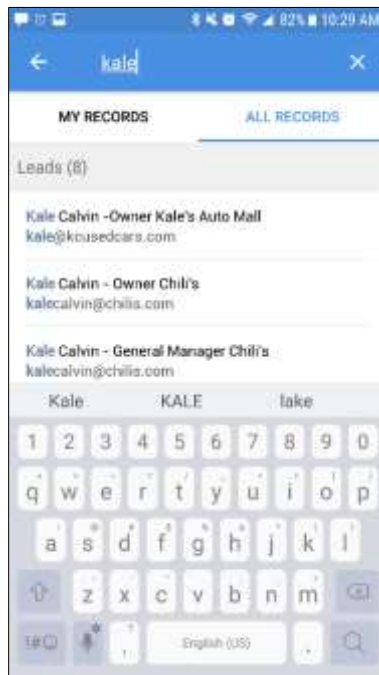 82% 10:29 AM
kale
MY RECORDS ALL RECORDS
Leads (8)
Kale Calvin -Owner Kale's Auto Mall
kale@kcusedcars.com
Kale Calvin - Owner Chili's
kalecalvin@chilis.com
Kale Calvin - General Manager Chili's
kalecalvin@chilis.com
Kale KALE lake
1 2 3 4 5 6 7 8 9 0
q w e r t y u i o p
a s d f g h j k l
z x c v b n m
!#☺ , English (US) .